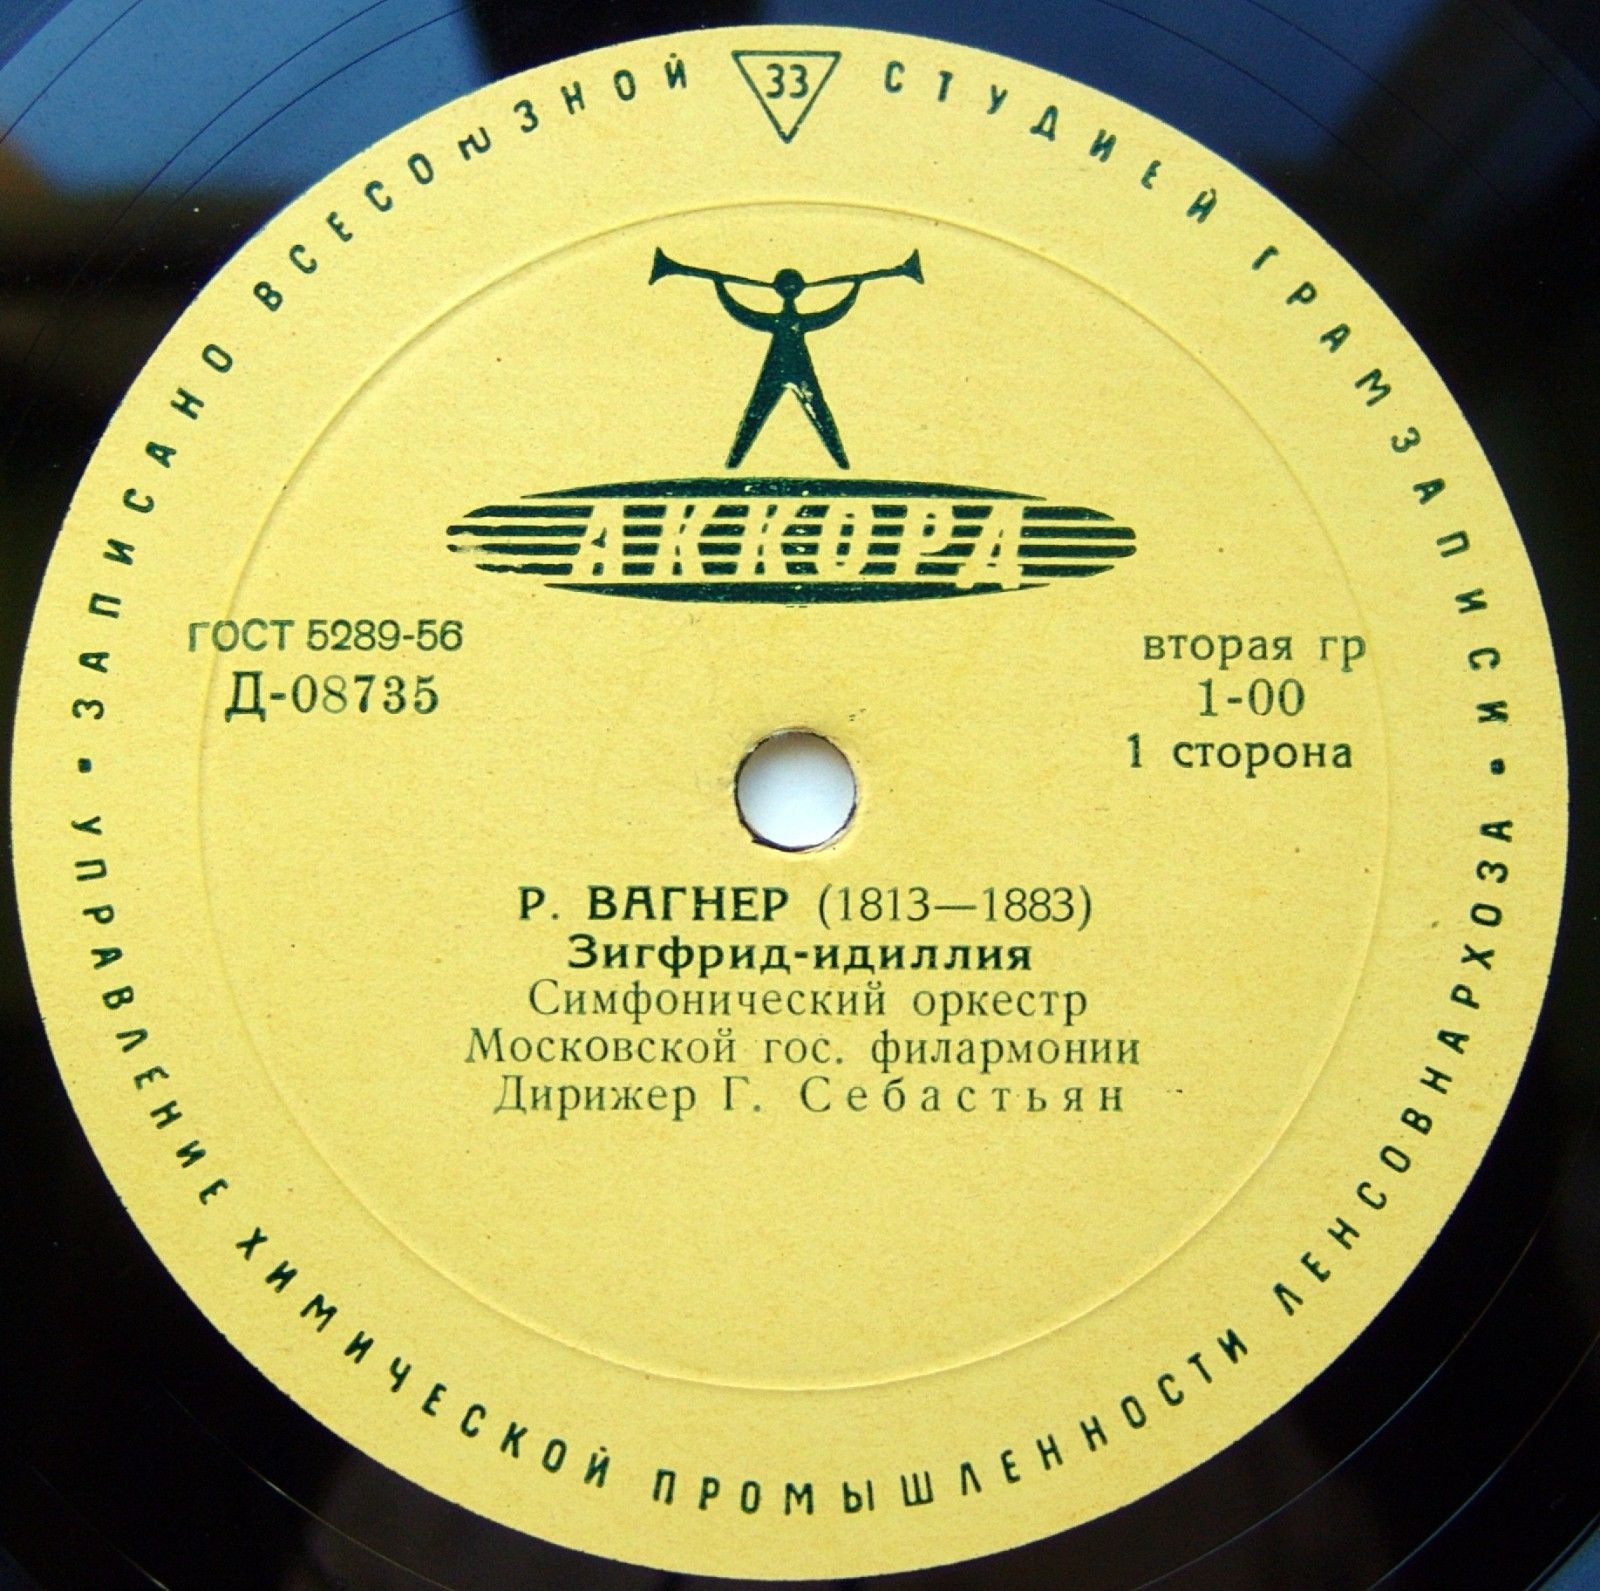 ЗАПИСАНО ВСЕСОЮЗНОЙ СТУДИЕЙ ГРАМЗАПИСИ
33
АККОРД
ГОСТ 5289-56
Д-08735
вторая гр
1-00
1 сторона
Р. ВАГНЕР (1813—1883)
Зигфрид-идиллия
Симфонический оркестр
Московской гос. филармонии
Дирижер Г. Себастьян
УПРАВЛЕНИЕ ХИМИЧЕСКОЙ ПРОМЫШЛЕННОСТИ ЛЕНСОВНАРХОЗА